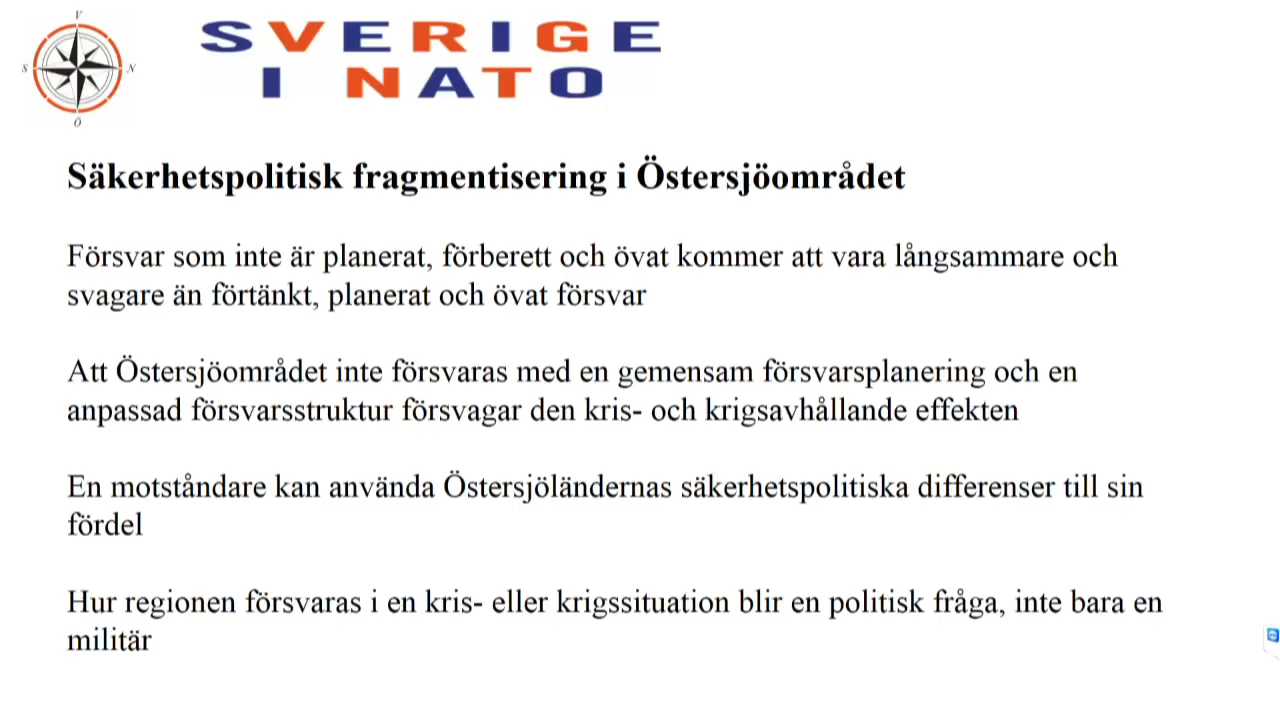 V
S
N
Ö
SVERIGE
I NATO
Säkerhetspolitisk fragmentisering i Östersjöområdet
Försvar som inte är planerat, förberett och övat kommer att vara långsammare och
svagare än förtänkt, planerat och övat försvar
Att Östersjöområdet inte försvaras med en gemensam försvarsplanering och en
anpassad försvarsstruktur försvagar den kris- och krigsavhållande effekten
En motståndare kan använda Östersjöländernas säkerhetspolitiska differenser till sin
fördel
Hur regionen försvaras i en kris- eller krigssituation blir en politisk fråga, inte bara en
militär